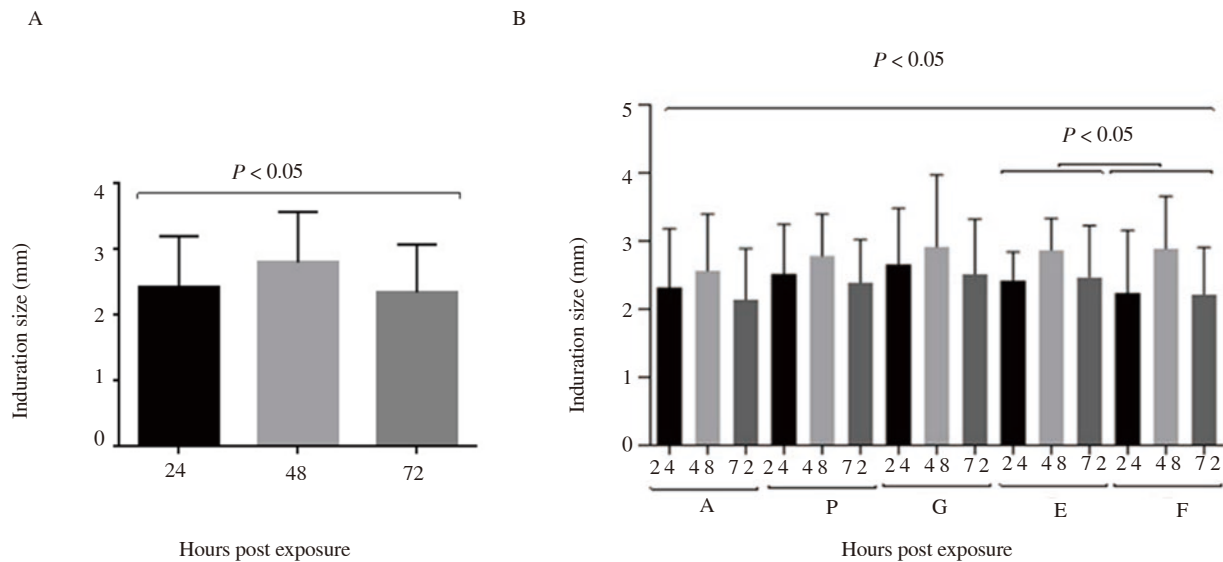 A
P < 0.05
Induration size (mm)
4
3
2
1
0
24 48 72
Hours post exposure
B
P < 0.05
P < 0.05
Induration size (mm)
5
4
3
2
1
0
24 48 72 24 48 72 24 48 72 24 48 72 24 48 72
A P G E F
Hours post exposure